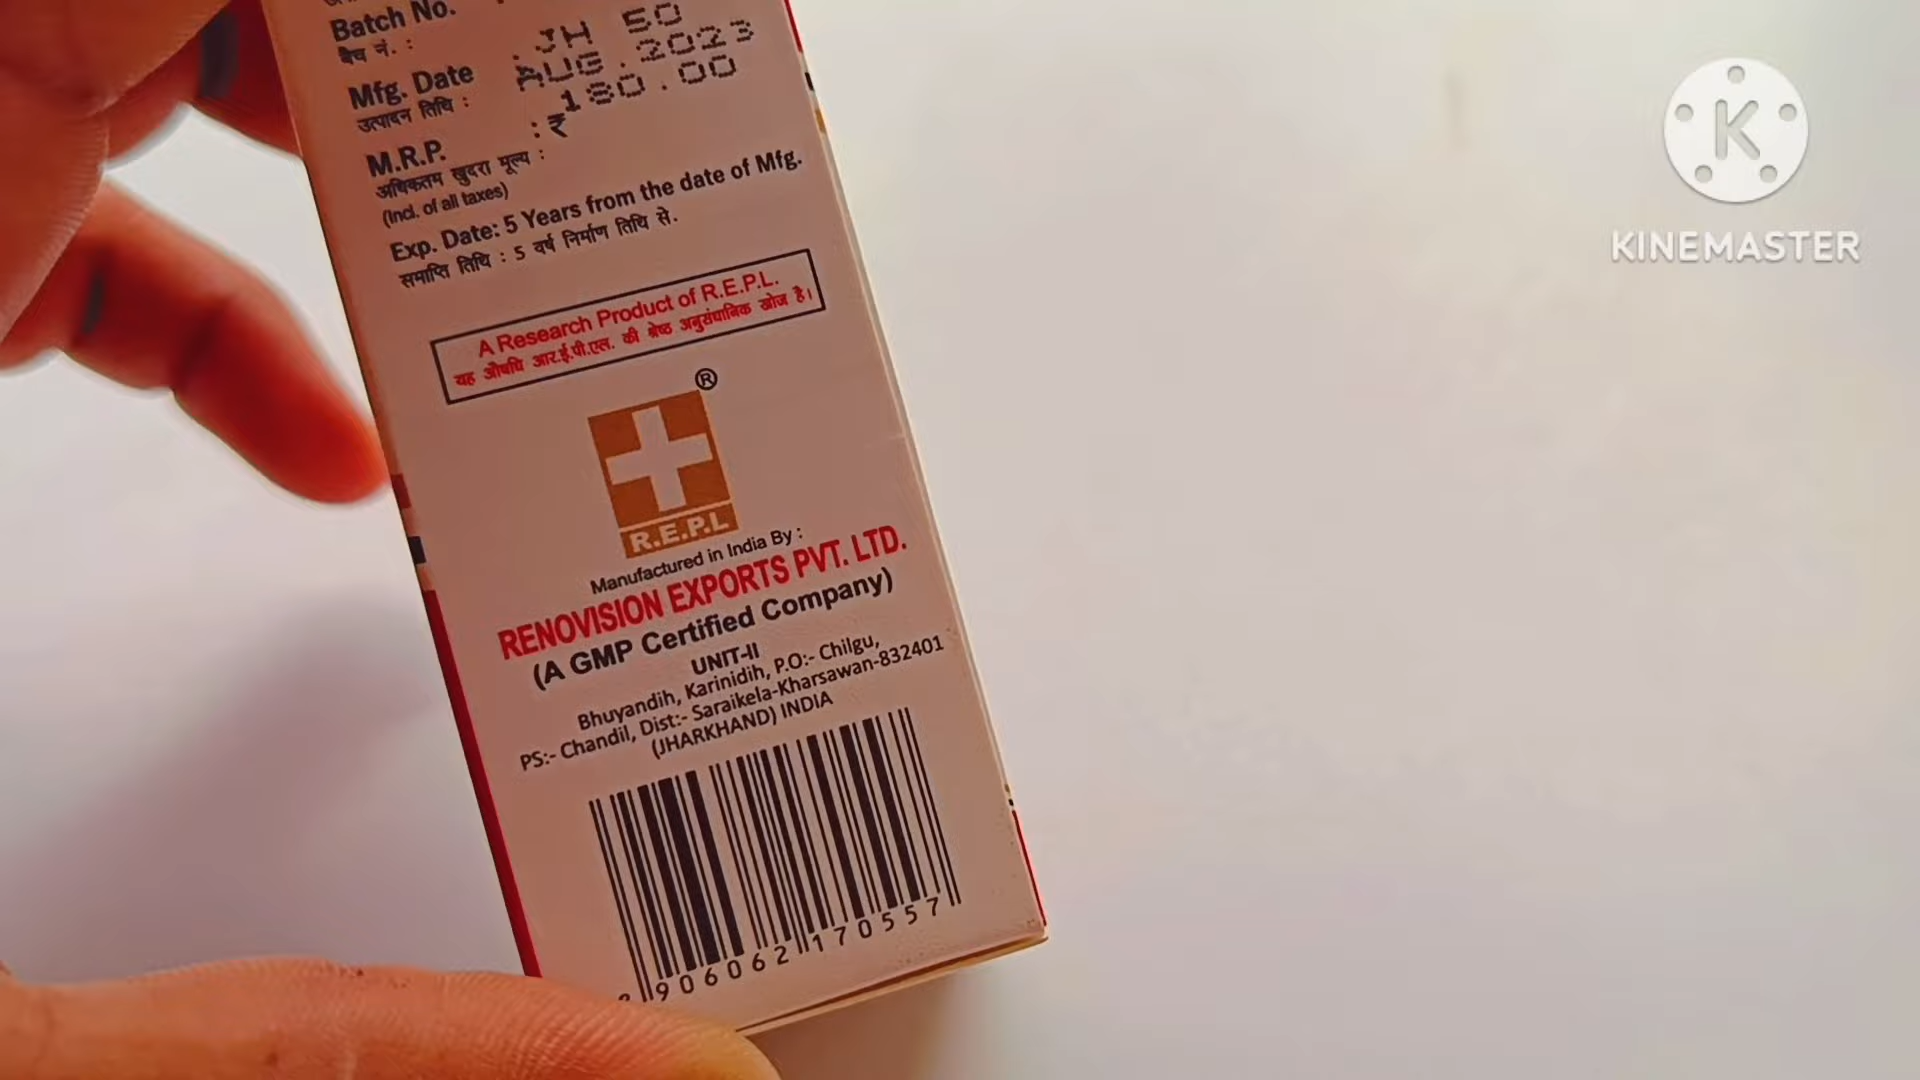 Batch No.
बैच नं. :
: JH 50
Mfg. Date
उत्पादन तिथि :
AUG.2023
M.R.P. : ₹ 180.00
अधिकतम खुदरा मूल्य :
(Incl. of all taxes)
Exp. Date: 5 Years from the date of Mfg.
समाप्ति तिथि : 5 वर्ष निर्माण तिथि से.
A Research Product of R.E.P.L.
यह औषधि आर.ई.पी.एल. की श्रेष्ठ अनुसंधानिक खोज है।
®
R.E.P.L
Manufactured in India By :
RENOVISION EXPORTS PVT. LTD.
(A GMP Certified Company)
UNIT-II
Bhuyandih, Karinidih, P.O:- Chilgu,
PS:- Chandil, Dist:- Saraikela-Kharsawan-832401
(JHARKHAND) INDIA
906062 170557
K
KINEMASTER